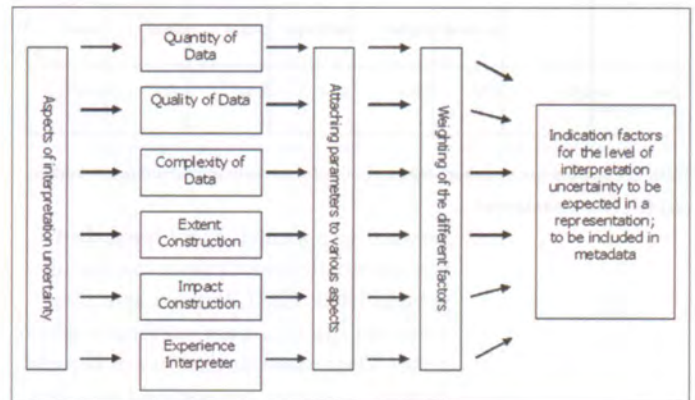 Aspects of interpretation uncertainty
Quantity of
Data
Quality of Data
Complexity of
Data
Extent
Construction
Impact
Construction
Experience
Interpreter
Attaching parameters to various aspects
Weighting of the different factors
Indication factors
for the level of
interpretation
uncertainty to be
expected in a
representation;
to be included in
metadata